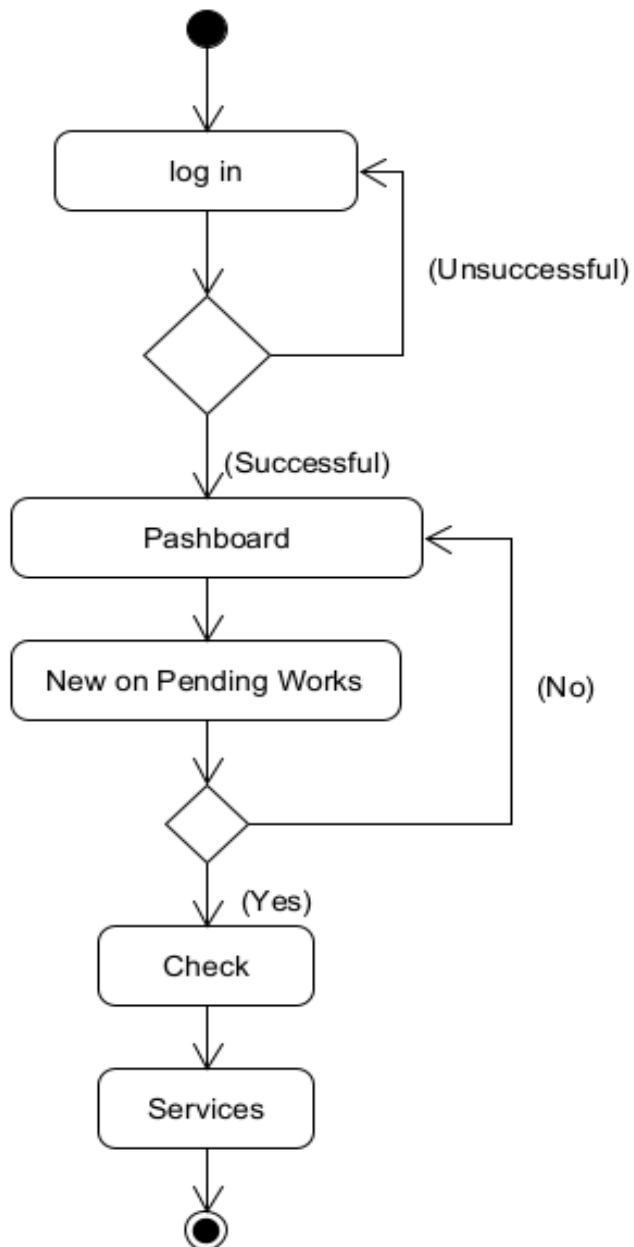 log in
(Unsuccessful)
(Successful)
Pashboard
New on Pending Works
(No)
(Yes)
Check
Services